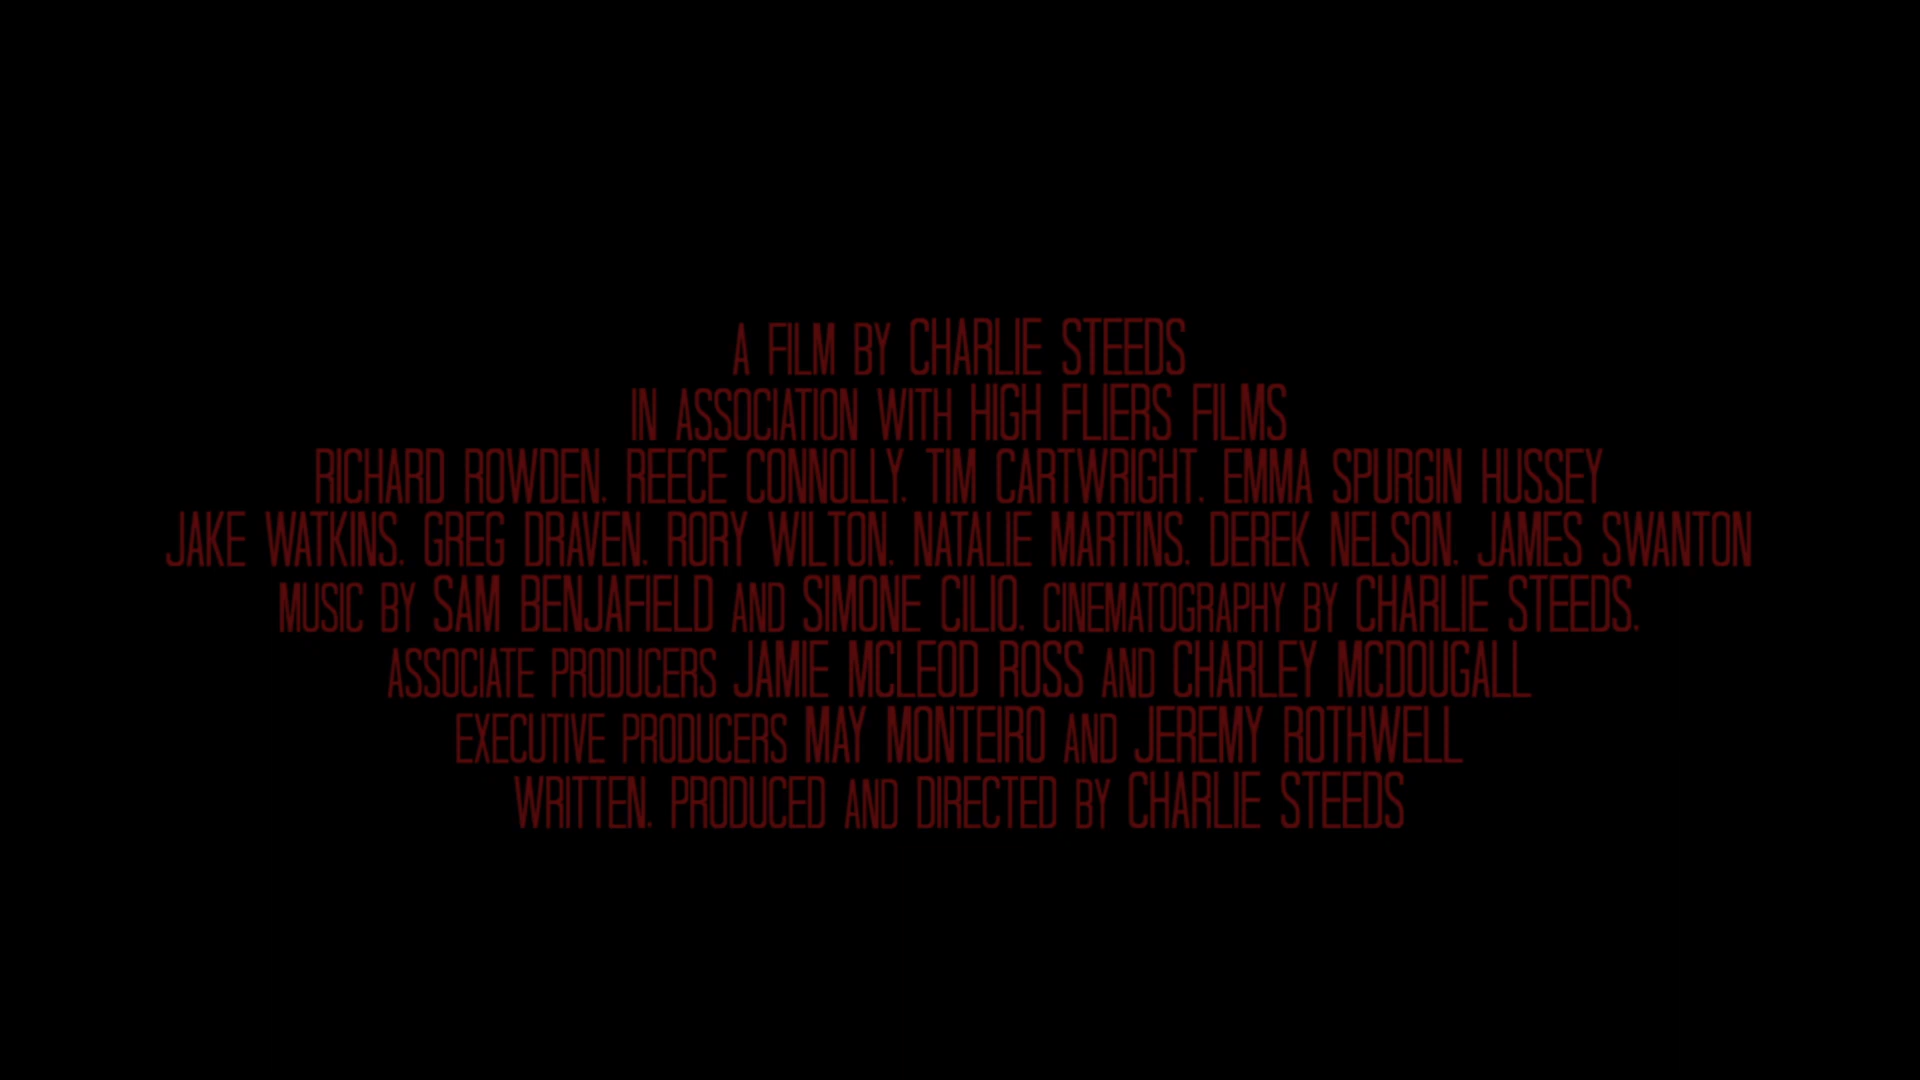 A FILM BY CHARLIE STEEDS
IN ASSOCIATION WITH HIGH FLIERS FILMS
RICHARD ROWDEN. REECE CONNOLLY. TIM CARTWRIGHT. EMMA SPURGIN HUSSEY
JAKE WATKINS. GREG DRAVEN. RORY WILTON. NATALIE MARTINS. DEREK NELSON. JAMES SWANTON
MUSIC BY SAM BENJAFIELD AND SIMONE CILIO. CINEMATOGRAPHY BY CHARLIE STEEDS.
ASSOCIATE PRODUCERS JAMIE MCLEOD ROSS AND CHARLEY MCDOUGALL
EXECUTIVE PRODUCERS MAY MONTEIRO AND JEREMY ROTHWELL
WRITTEN. PRODUCED AND DIRECTED BY CHARLIE STEEDS